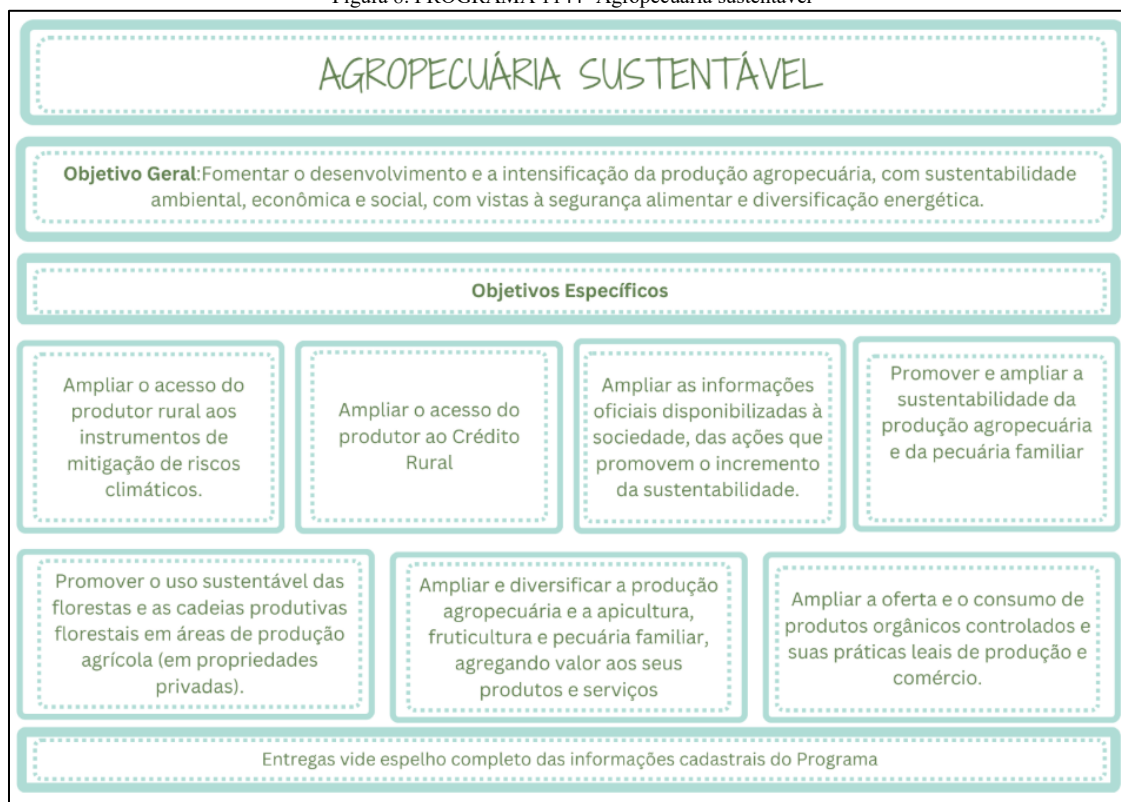 Figura 8: PROGRAMA 1144- Agropecuária sustentável
AGROPECUÁRIA SUSTENTÁVEL
Objetivo Geral:Fomentar o desenvolvimento e a intensificação da produção agropecuária, com sustentabilidade
ambiental, econômica e social, com vistas à segurança alimentar e diversificação energética.
Objetivos Específicos
Ampliar o acesso do
produtor rural aos
instrumentos de
mitigação de riscos
climáticos.
Ampliar o acesso do
produtor ao Crédito
Rural
Ampliar as informações
oficiais disponibilizadas à
sociedade, das ações que
promovem o incremento
da sustentabilidade.
Promover e ampliar a
sustentabilidade da
produção agropecuária
e da pecuária familiar
Promover o uso sustentável das
florestas e as cadeias produtivas
florestais em áreas de produção
agrícola (em propriedades
privadas).
Ampliar e diversificar a produção
agropecuária e a apicultura,
fruticultura e pecuária familiar,
agregando valor aos seus
produtos e serviços
Ampliar a oferta e o consumo de
produtos orgânicos controlados e
suas práticas leais de produção e
comércio.
Entregas vide espelho completo das informações cadastrais do Programa